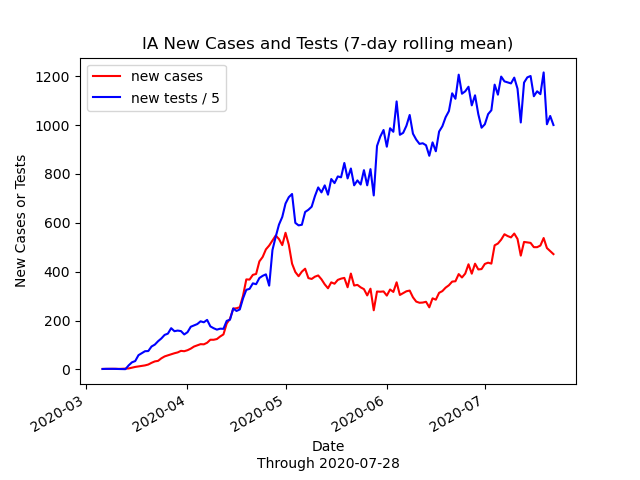 IA New Cases and Tests (7-day rolling mean)
new cases
new tests / 5
1200
1000
800
600
400
200
0
New Cases or Tests
2020-03
2020-04
2020-05
2020-06
2020-07
Date
Through 2020-07-28